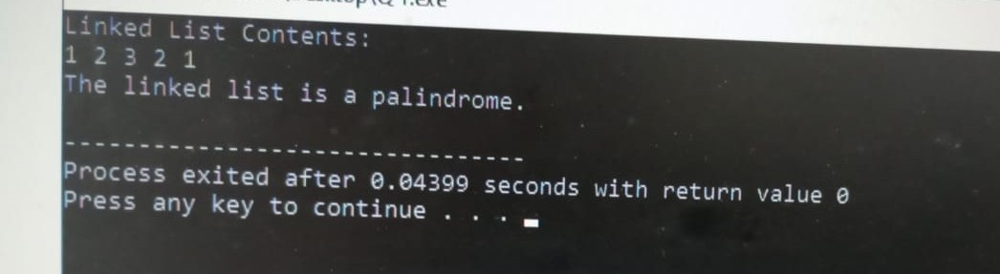 Linked List Contents:
1 2 3 2 1
The linked list is a palindrome.
--------------------------------
Process exited after 0.04399 seconds with return value 0
Press any key to continue . . .